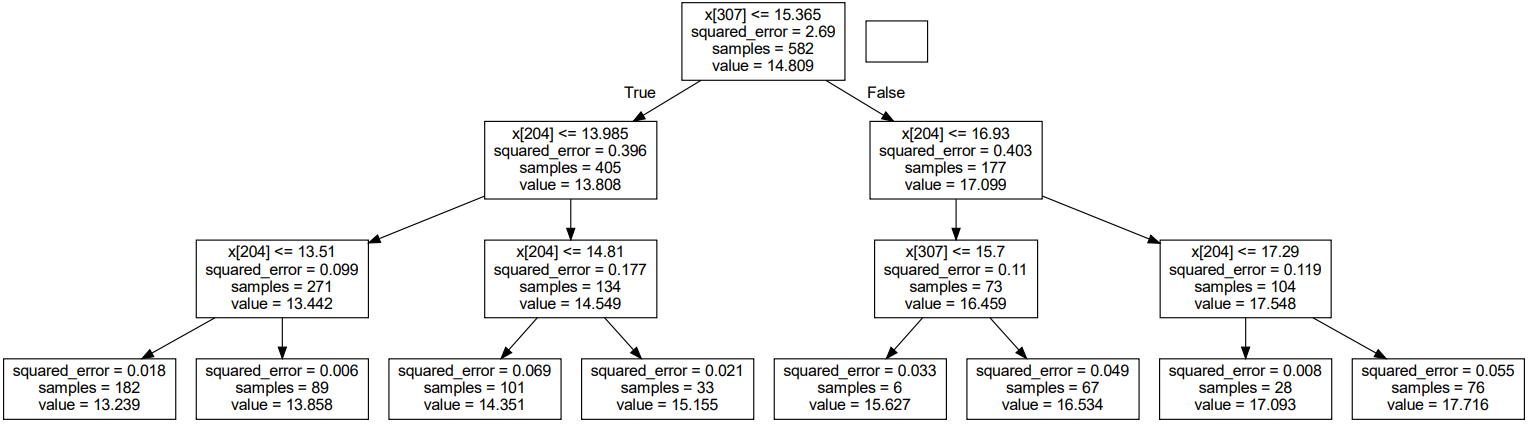 x[307] <= 15.365
squared_error = 2.69
samples = 582
value = 14.809
True
False
x[204] <= 13.985
squared_error = 0.396
samples = 405
value = 13.808
x[204] <= 16.93
squared_error = 0.403
samples = 177
value = 17.099
x[204] <= 13.51
squared_error = 0.099
samples = 271
value = 13.442
x[204] <= 14.81
squared_error = 0.177
samples = 134
value = 14.549
x[307] <= 15.7
squared_error = 0.11
samples = 73
value = 16.459
x[204] <= 17.29
squared_error = 0.119
samples = 104
value = 17.548
squared_error = 0.018
samples = 182
value = 13.239
squared_error = 0.006
samples = 89
value = 13.858
squared_error = 0.069
samples = 101
value = 14.351
squared_error = 0.021
samples = 33
value = 15.155
squared_error = 0.033
samples = 6
value = 15.627
squared_error = 0.049
samples = 67
value = 16.534
squared_error = 0.008
samples = 28
value = 17.093
squared_error = 0.055
samples = 76
value = 17.716